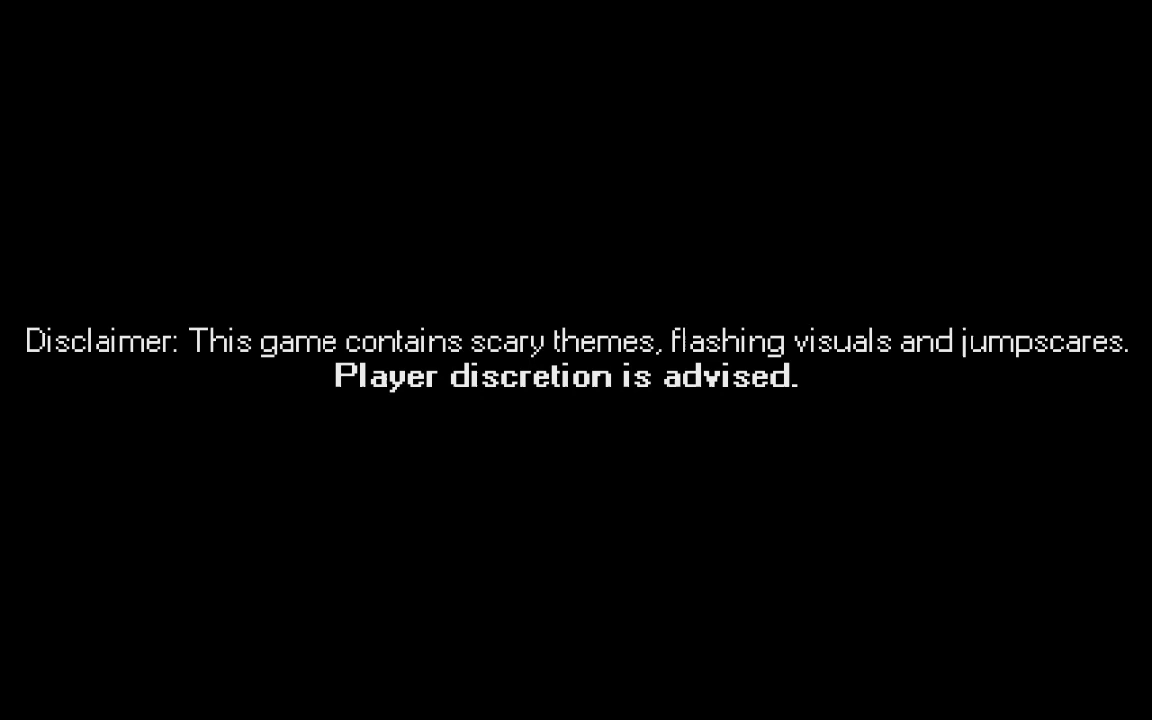 Disclaimer: This game contains scary themes, flashing visuals and jumpscares.
Player discretion is advised.